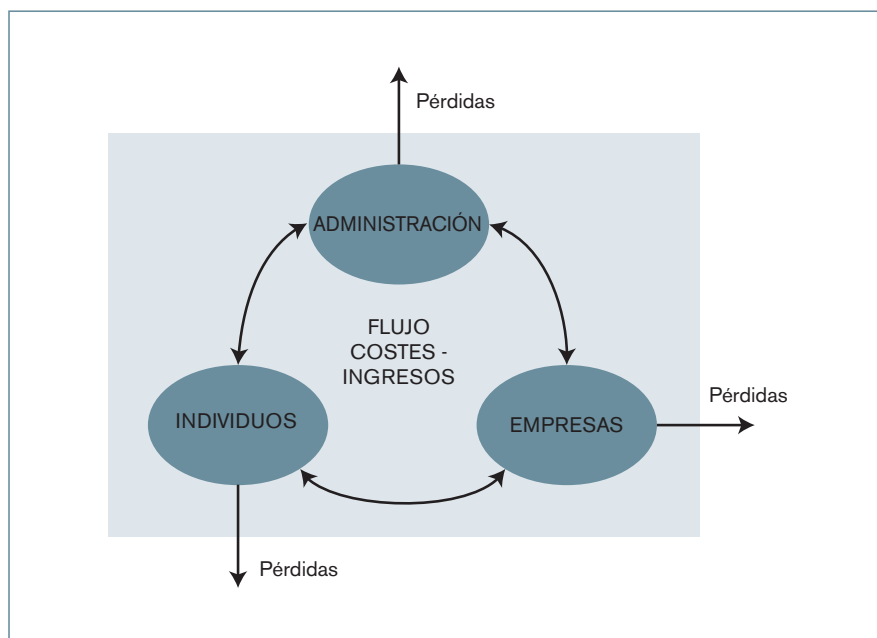 Pérdidas
ADMINISTRACIÓN
FLUJO
COSTES -
INGRESOS
Pérdidas
INDIVIDUOS
EMPRESAS
Pérdidas